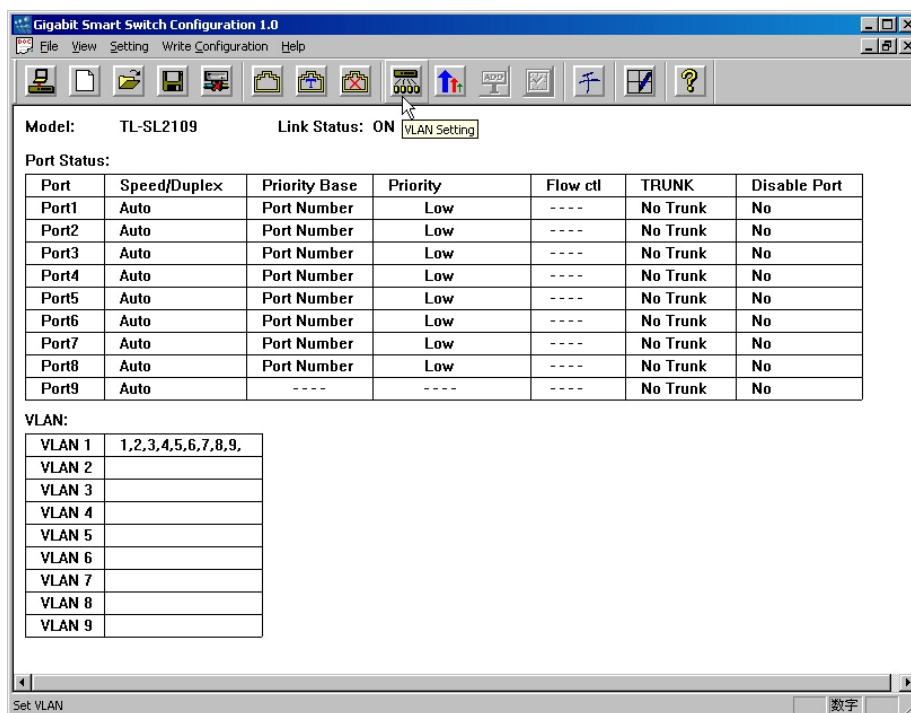 Gigabit Smart Switch Configuration 1.0
File View Setting Write Configuration Help
ADD
千
Model: TL-SL2109 Link Status: ON
VLAN Setting
Port Status:
Port Speed/Duplex Priority Base Priority Flow ctl TRUNK Disable Port
Port1 Auto Port Number Low ---- No Trunk No
Port2 Auto Port Number Low ---- No Trunk No
Port3 Auto Port Number Low ---- No Trunk No
Port4 Auto Port Number Low ---- No Trunk No
Port5 Auto Port Number Low ---- No Trunk No
Port6 Auto Port Number Low ---- No Trunk No
Port7 Auto Port Number Low ---- No Trunk No
Port8 Auto Port Number Low ---- No Trunk No
Port9 Auto ---- ---- ---- No Trunk No
VLAN:
VLAN 1 1,2,3,4,5,6,7,8,9,
VLAN 2
VLAN 3
VLAN 4
VLAN 5
VLAN 6
VLAN 7
VLAN 8
VLAN 9
Set VLAN 数字